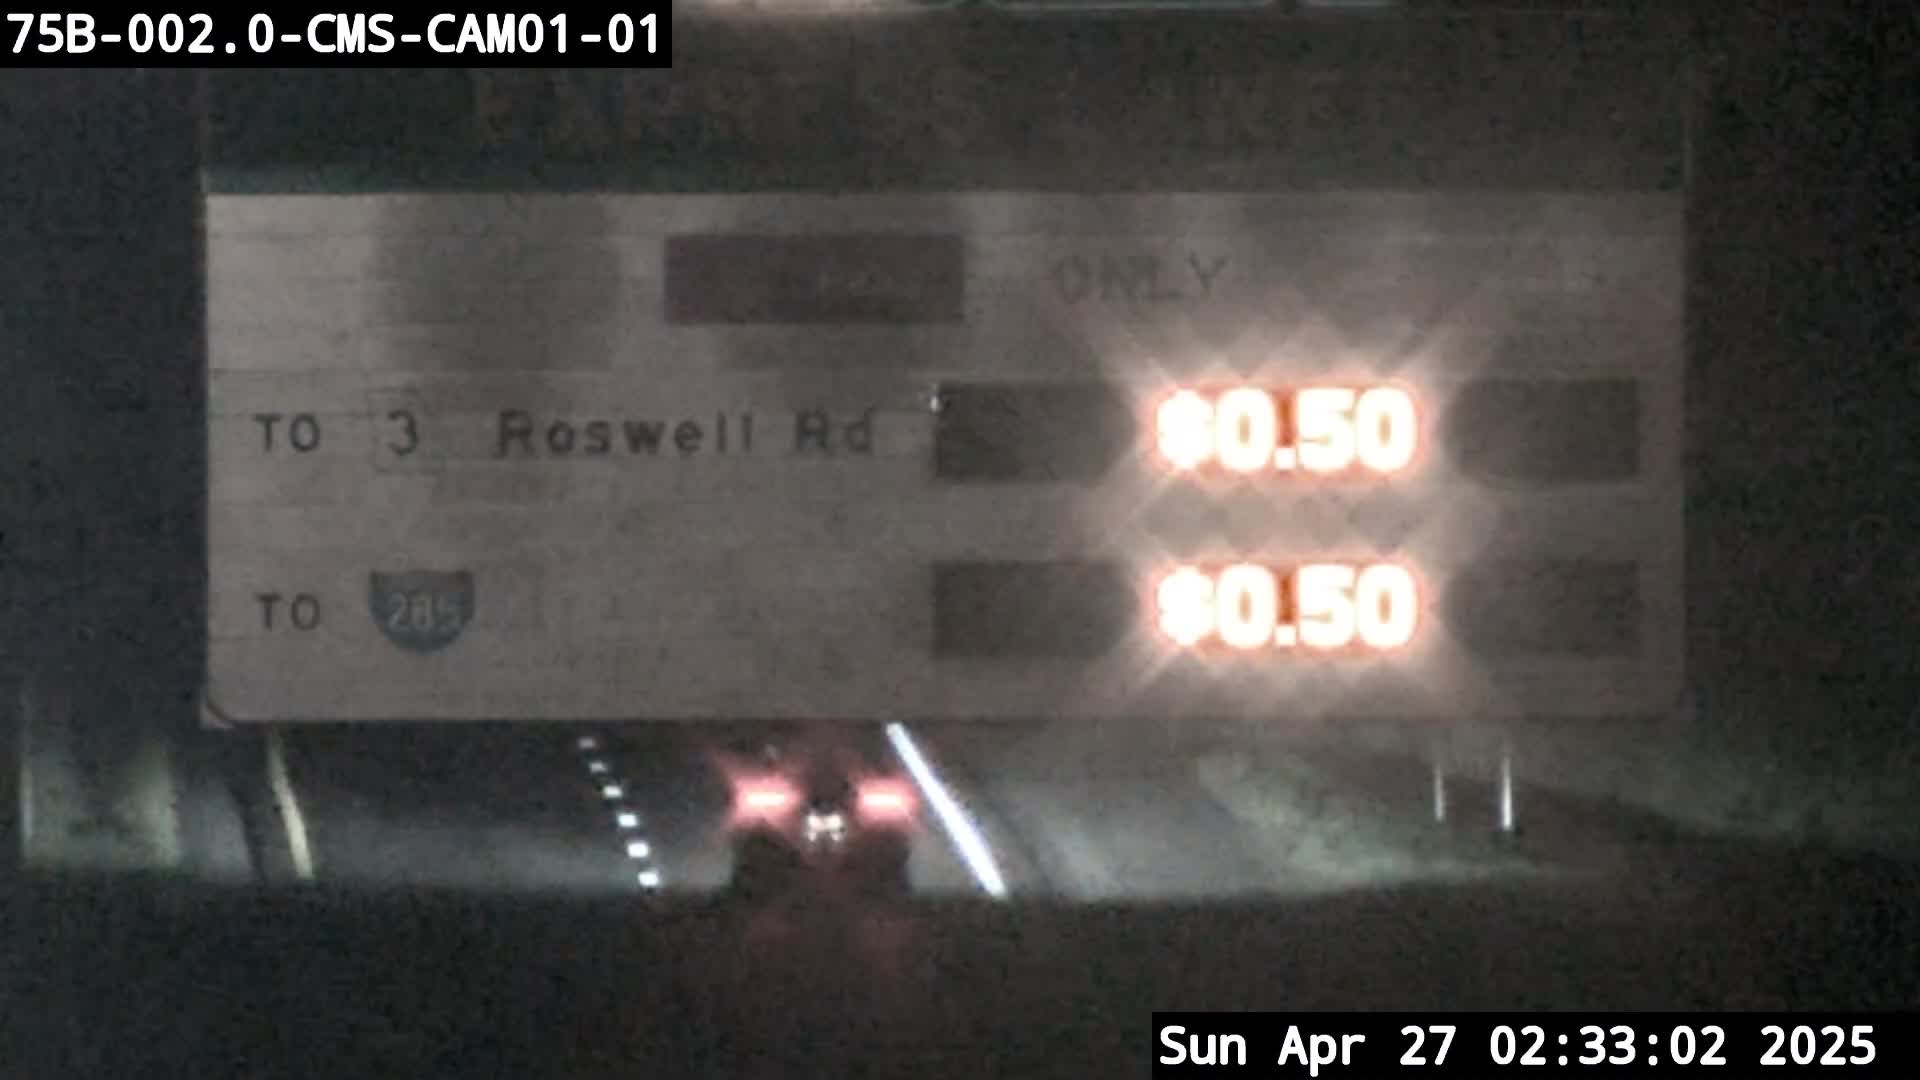 75B-002.0-CMS-CAM01-01
ONLY
TO 3 Roswell Rd $0.50
TO 285 $0.50
Sun Apr 27 02:33:02 2025